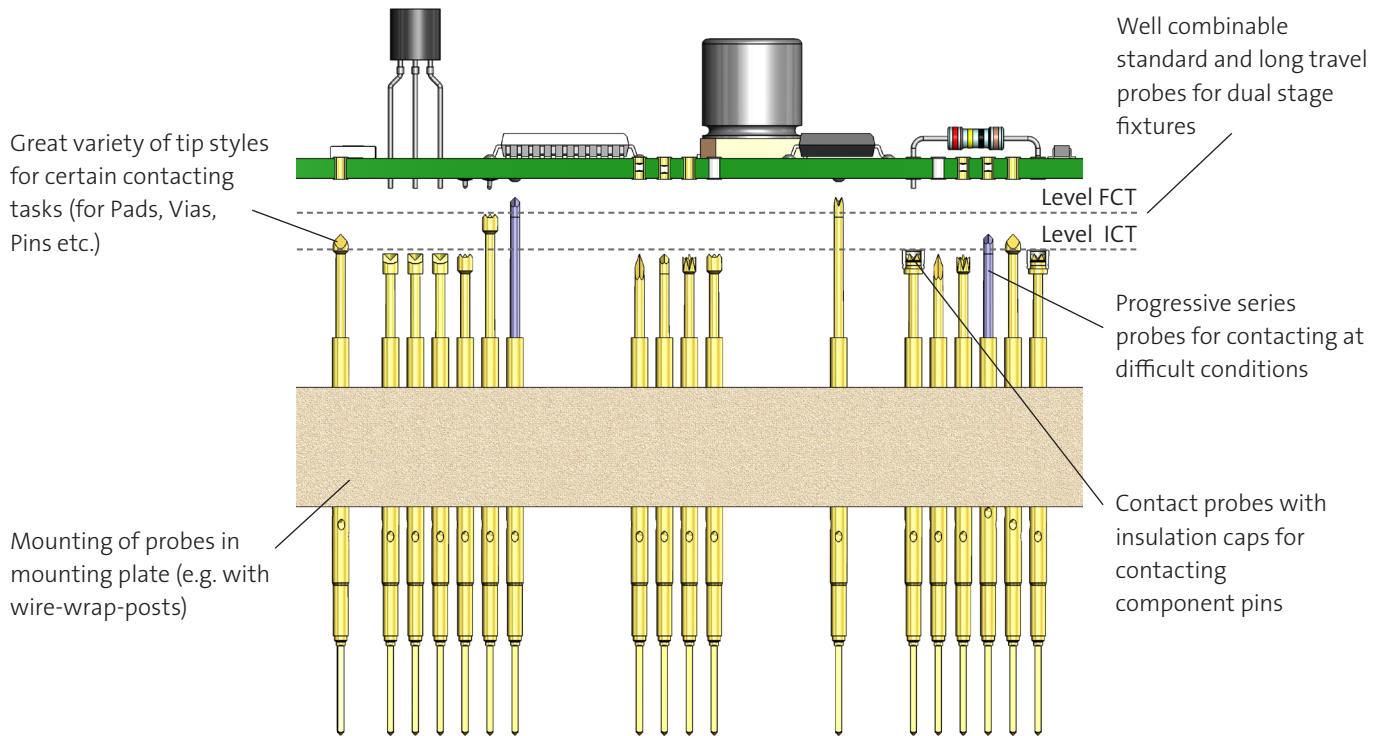 Well combinable
standard and long travel
probes for dual stage
fixtures
Great variety of tip styles
for certain contacting
tasks (for Pads, Vias,
Pins etc.)
Level FCT
Level ICT
Progressive series
probes for contacting at
difficult conditions
Mounting of probes in
mounting plate (e.g. with
wire-wrap-posts)
Contact probes with
insulation caps for
contacting
component pins